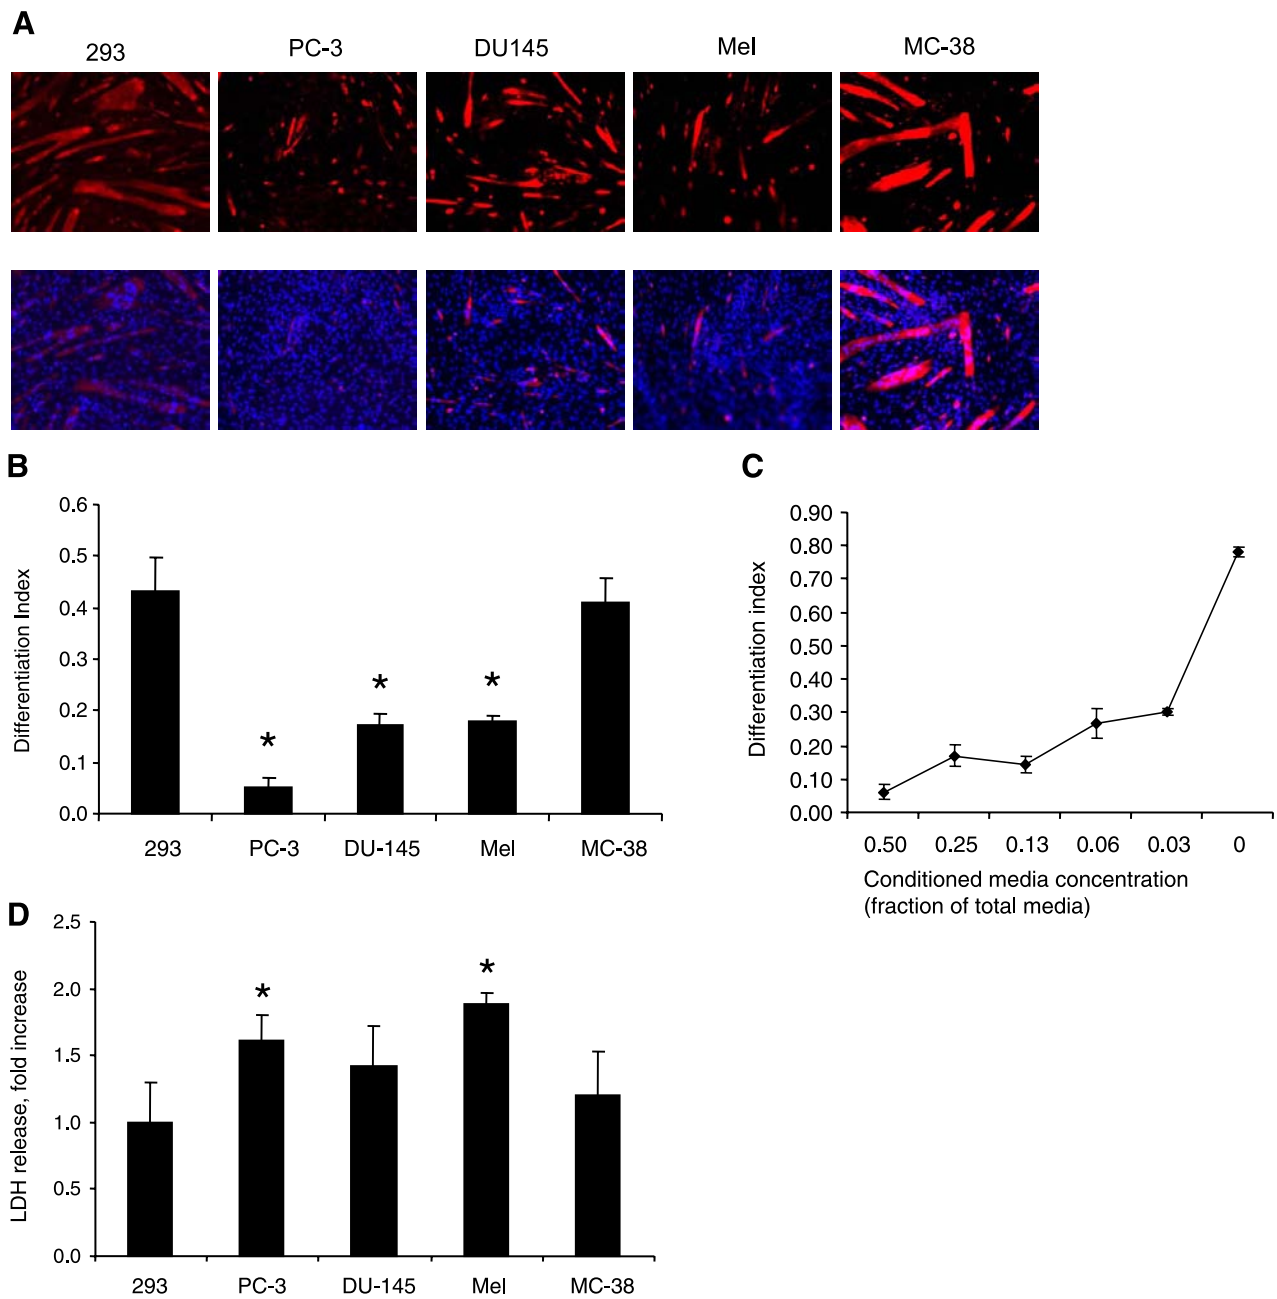 A
293 PC-3 DU145 Mel MC-38
B
Differentiation Index
0.6
0.5
0.4
0.3
0.2
0.1
0.0
*
*
*
293 PC-3 DU-145 Mel MC-38
C
Differentiation index
0.90
0.80
0.70
0.60
0.50
0.40
0.30
0.20
0.10
0.00
0.50 0.25 0.13 0.06 0.03 0
Conditioned media concentration
(fraction of total media)
D
LDH release, fold increase
2.5
2.0
1.5
1.0
0.5
0.0
*
*
293 PC-3 DU-145 Mel MC-38